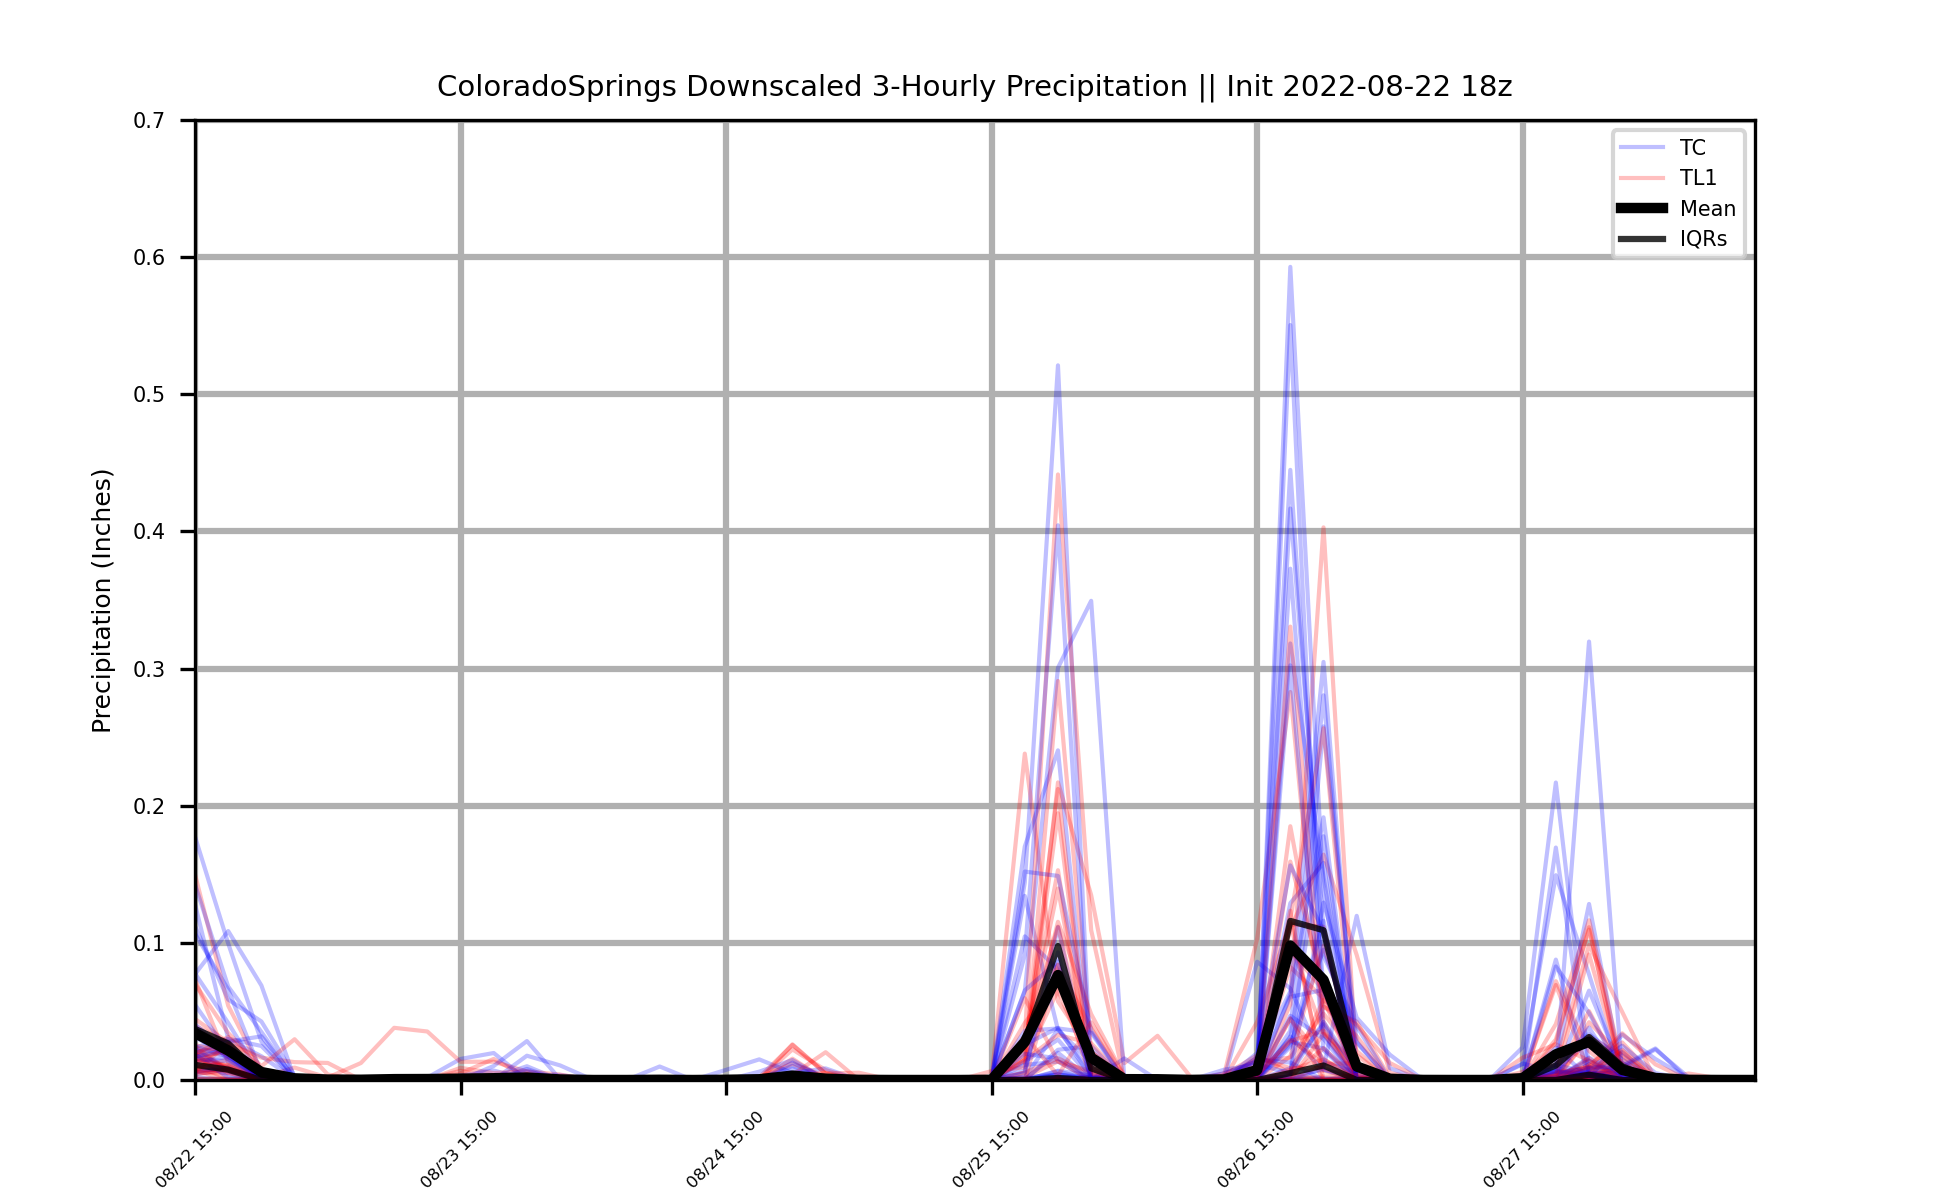 ColoradoSprings Downscaled 3-Hourly Precipitation || Init 2022-08-22 18z
TC
TL1
Mean
IQRs
Precipitation (Inches)
0.7
0.6
0.5
0.4
0.3
0.2
0.1
0.0
08/22 15:00
08/23 15:00
08/24 15:00
08/25 15:00
08/26 15:00
08/27 15:00